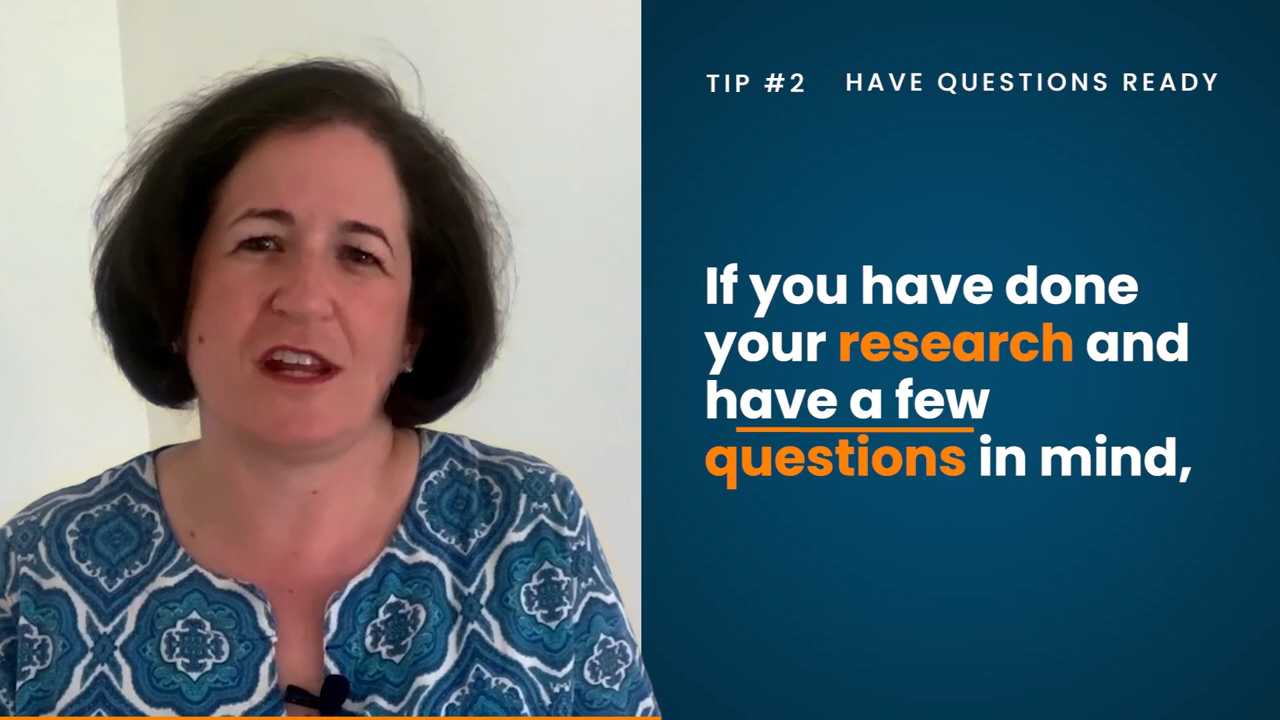 TIP #2 HAVE QUESTIONS READY
If you have done
your research and
have a few
questions in mind,